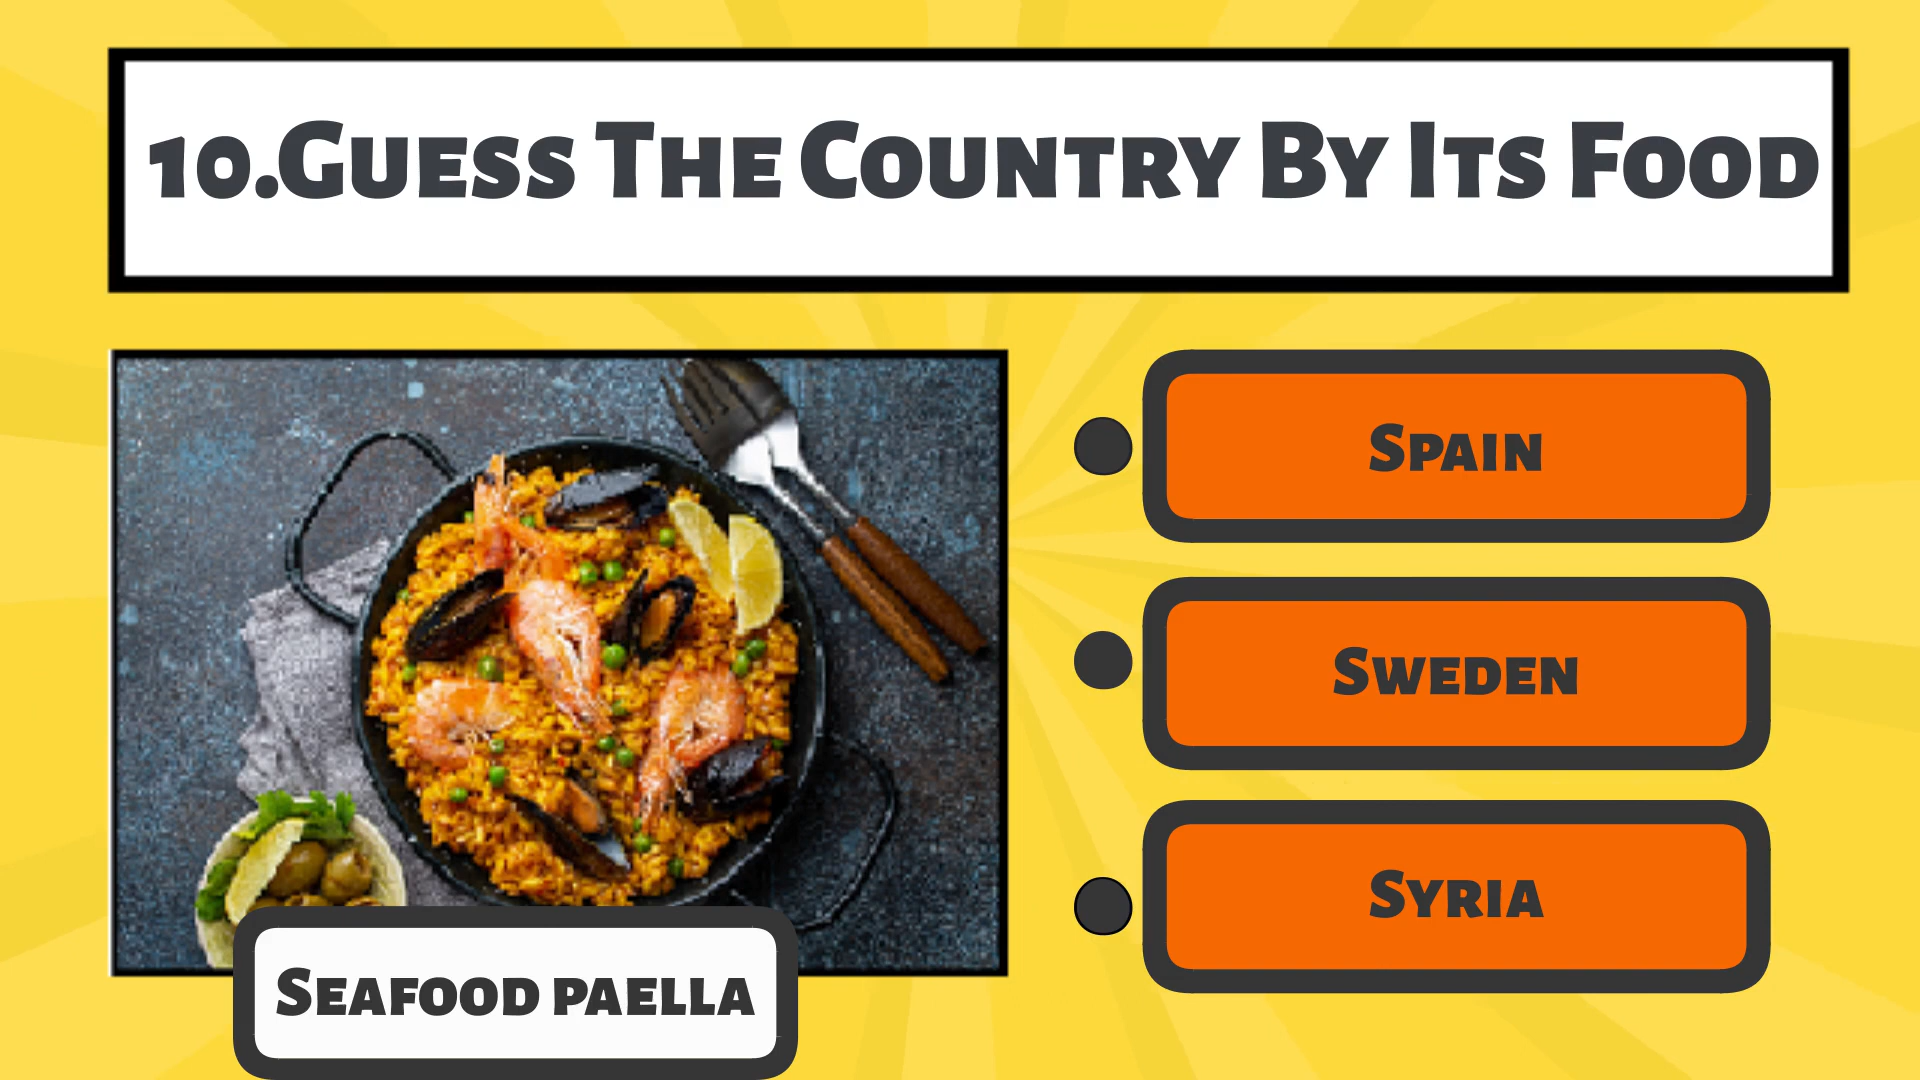 10.Guess The Country By Its Food
Spain
Sweden
Syria
Seafood paella